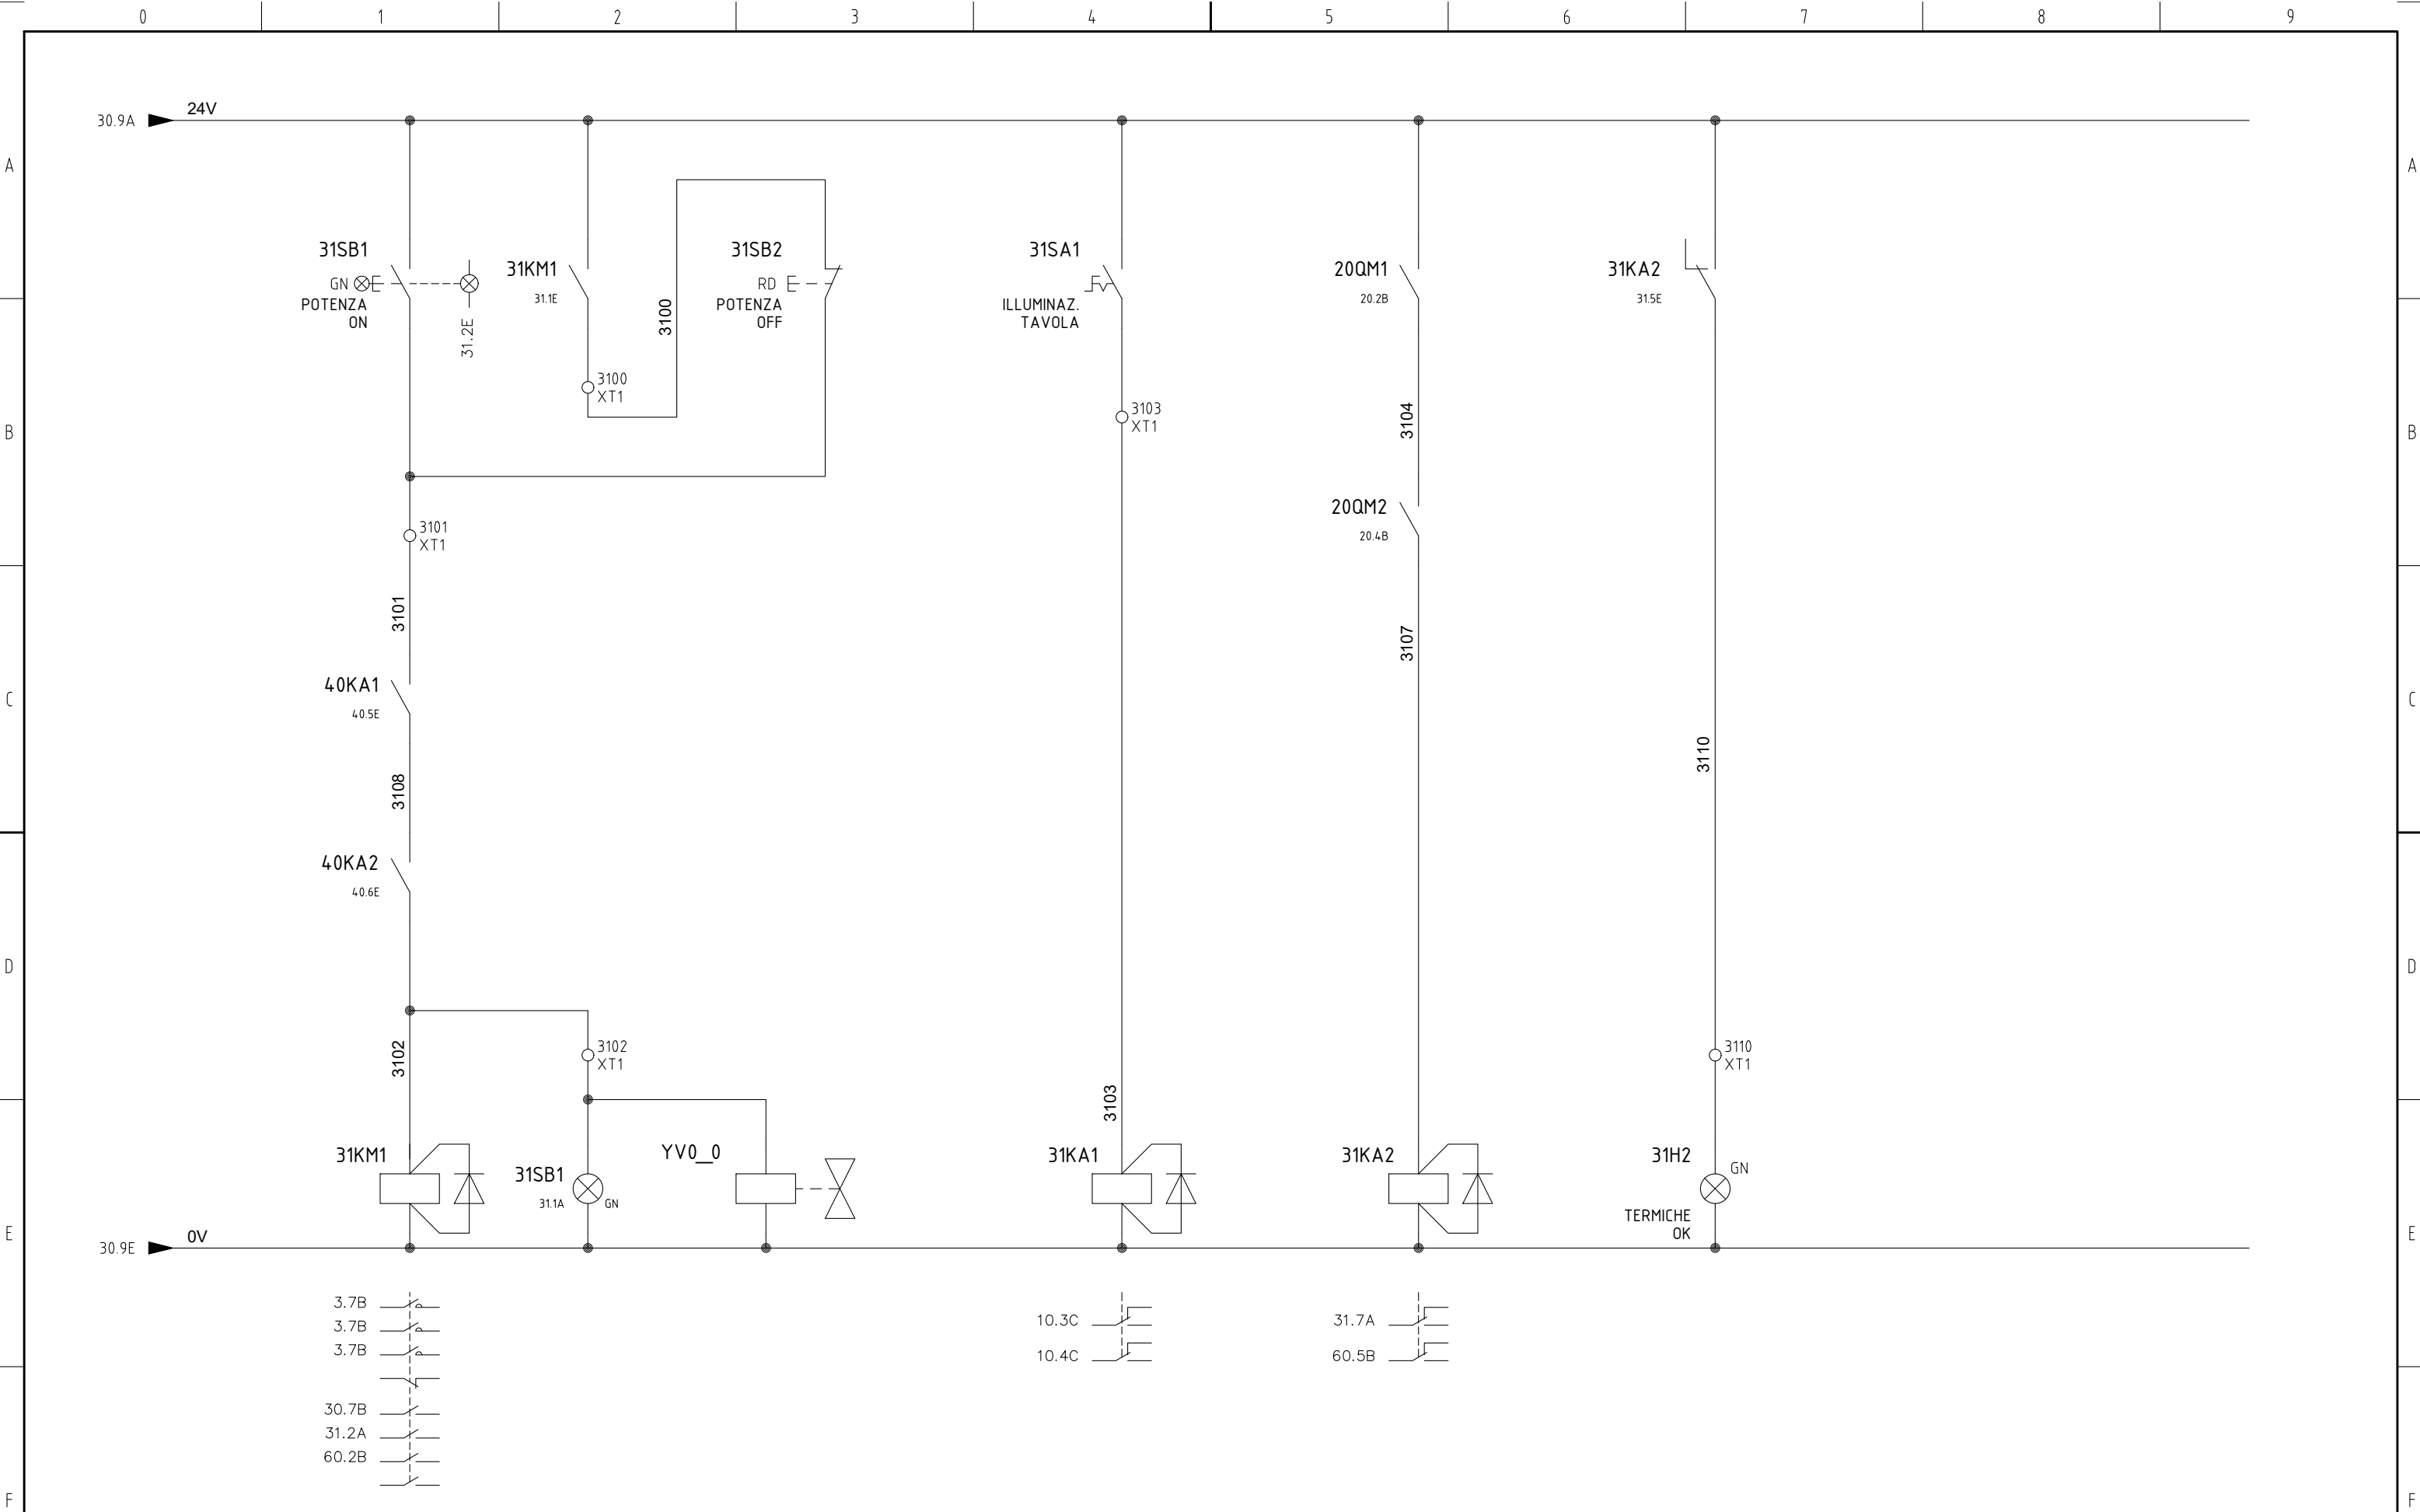 0 1 2 3 4 5 6 7 8 9
30.9A 24V
A A
31SB1
GN
POTENZA
ON
31.2E
31KM1
31.1E
3100
3100
XT1
31SB2
RD
POTENZA
OFF
31SA1
ILLUMINAZ.
TAVOLA
3103
XT1
20QM1
20.2B
3104
31KA2
31.5E
B B
3101
XT1
3101
20QM2
20.4B
3107
C C
40KA1
40.5E
3108
3110
40KA2
40.6E
D D
3102
3102
XT1
3103
3110
XT1
31KM1
31SB1
31.1A
GN
YV0__0
31KA1
31KA2
31H2
GN
TERMICHE
OK
E E
30.9E 0V
3.7B
3.7B
3.7B
30.7B
31.2A
60.2B
10.3C
10.4C
31.7A
60.5B
F F